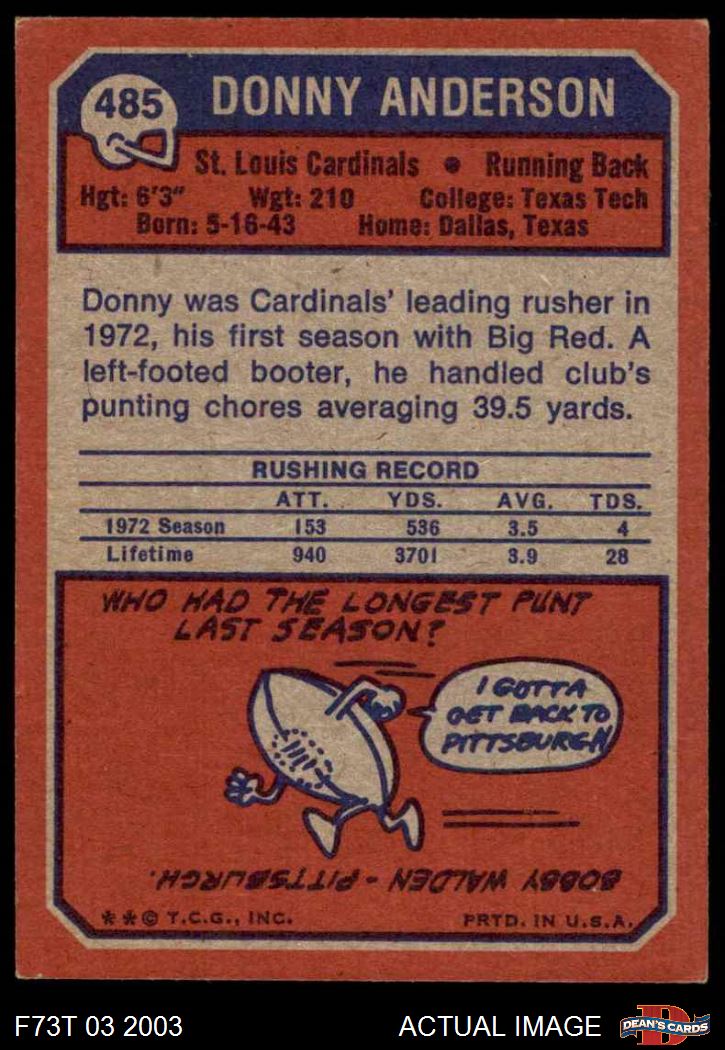 485
DONNY ANDERSON
St. Louis Cardinals • Running Back
Hgt: 6'3" Wgt: 210 College: Texas Tech
Born: 5-16-43 Home: Dallas, Texas
Donny was Cardinals' leading rusher in
1972, his first season with Big Red. A
left-footed booter, he handled club's
punting chores averaging 39.5 yards.
RUSHING RECORD
ATT. YDS. AVG. TDS.
1972 Season 153 536 3.5 4
Lifetime 940 3701 3.9 28
WHO HAD THE LONGEST PUNT
LAST SEASON?
I GOTTA
GET BACK TO
PITTSBURGH
BOBBY WALDEN - PITTSBURGH.
**© T.C.G., INC. PRTD. IN U.S.A.
F73T 03 2003 ACTUAL IMAGE
D
DEAN'S CARDS